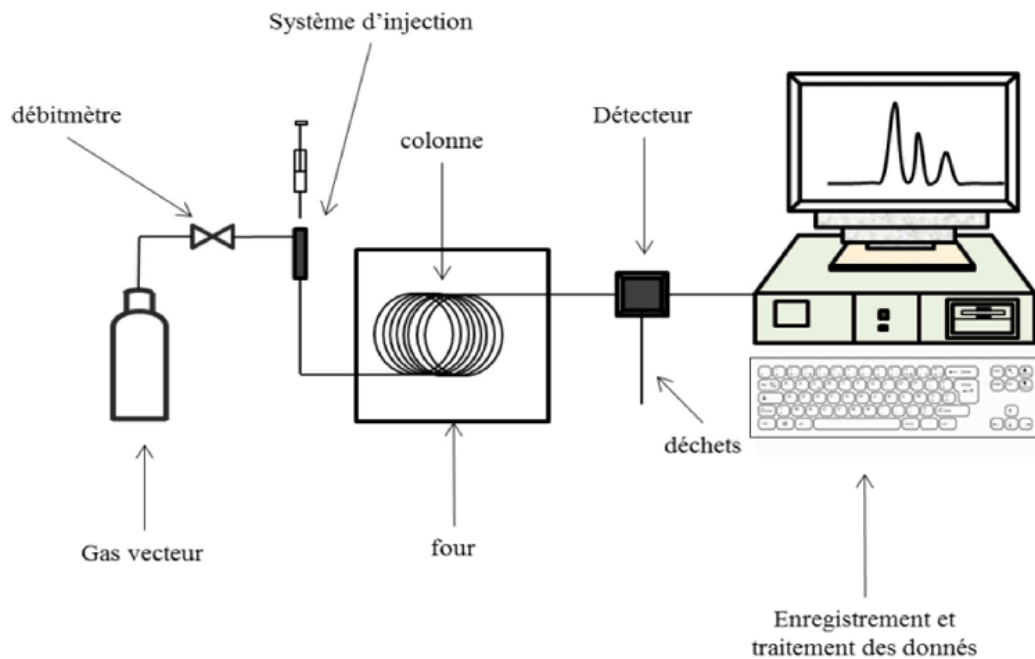 Système d’injection
débitmètre
colonne
Détecteur
déchets
Gas vecteur
four
Enregistrement et
traitement des donnés